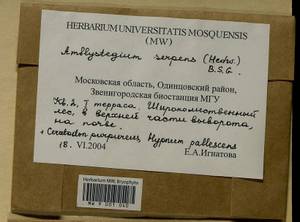 HERBARIUM UNIVERSITATIS MOSQUENSIS
(MW)
Amblystegium serpens (Hedw.)
B.S.G.
Московская область, Одинцовский район,
Звенигородская биостанция МГУ
Кв. 2, I терраса. Широколиственный
лес, в верхней части выворота,
на почве.
+ Ceratodon purpureus, Hypnum pallescens
18. VI.2004
Е.А.Игнатова
Herbarium MW, Bryophyta